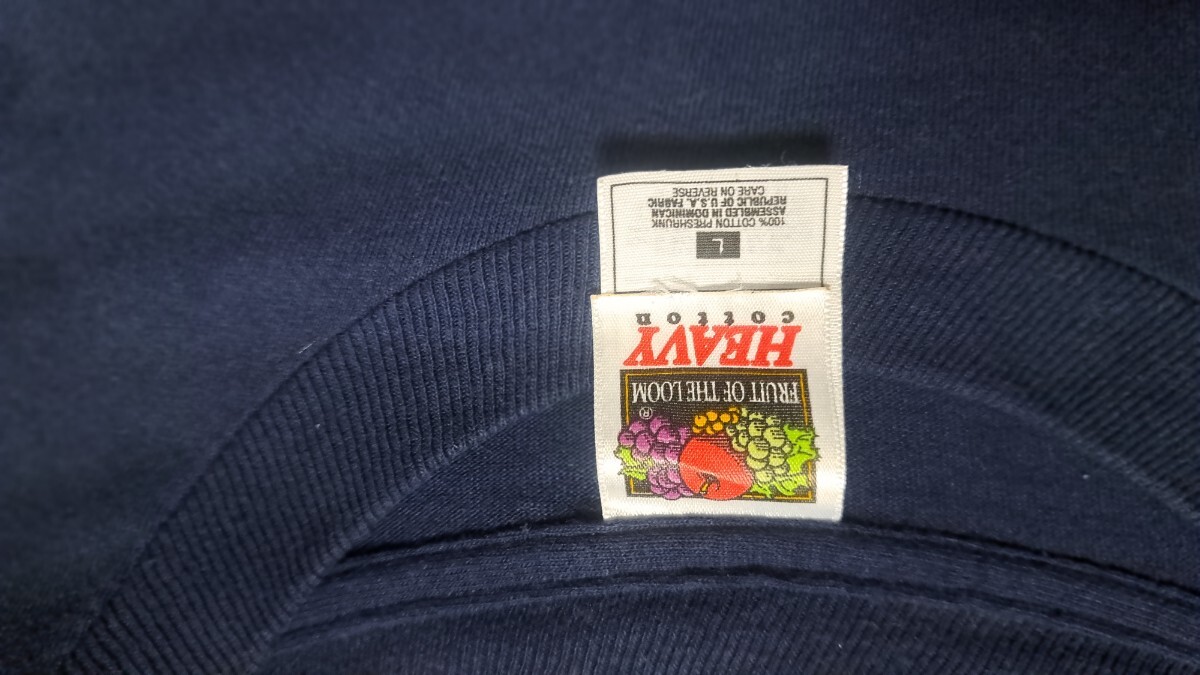 FRUIT OF THE LOOM
®
HEAVY
cotton
L
100% COTTON PRESHRUNK
ASSEMBLED IN DOMINICAN
REPUBLIC OF U.S.A. FABRIC
CARE ON REVERSE